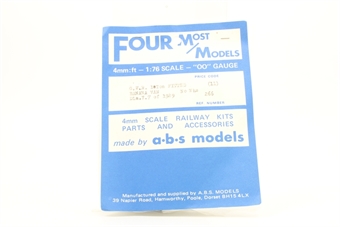 FOUR MOST
MODELS
4mm:ft - 1:76 SCALE - "OO" GAUGE
PRICE CODE
REF NUMBER
4mm SCALE RAILWAY KITS
PARTS AND ACCESSORIES
made by a·b·s models
Manufactured and supplied by A.B.S. MODELS
39 Napier Road, Hamworthy, Poole, Dorset BH15 4LX